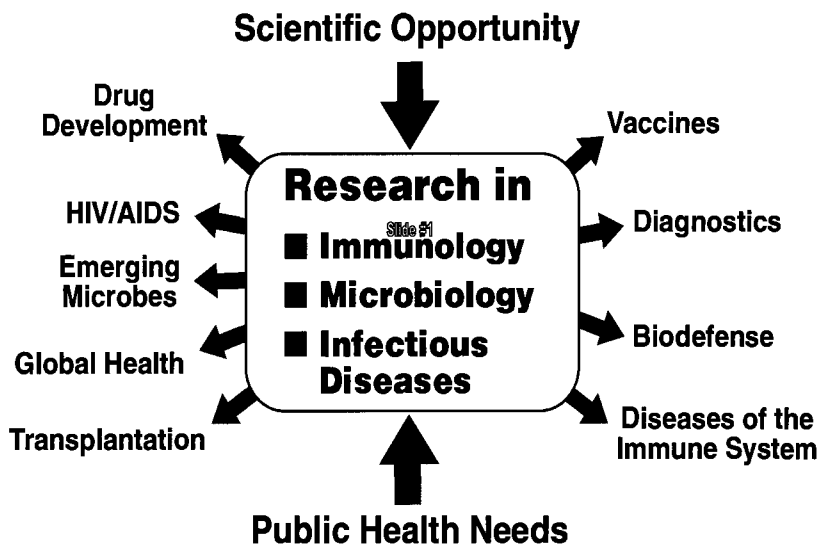 Scientific Opportunity
Drug
Development
HIV/AIDS
Emerging
Microbes
Global Health
Transplantation
Research in
Slide #1
■ Immunology
■ Microbiology
■ Infectious
Diseases
Vaccines
Diagnostics
Biodefense
Diseases of the
Immune System
Public Health Needs